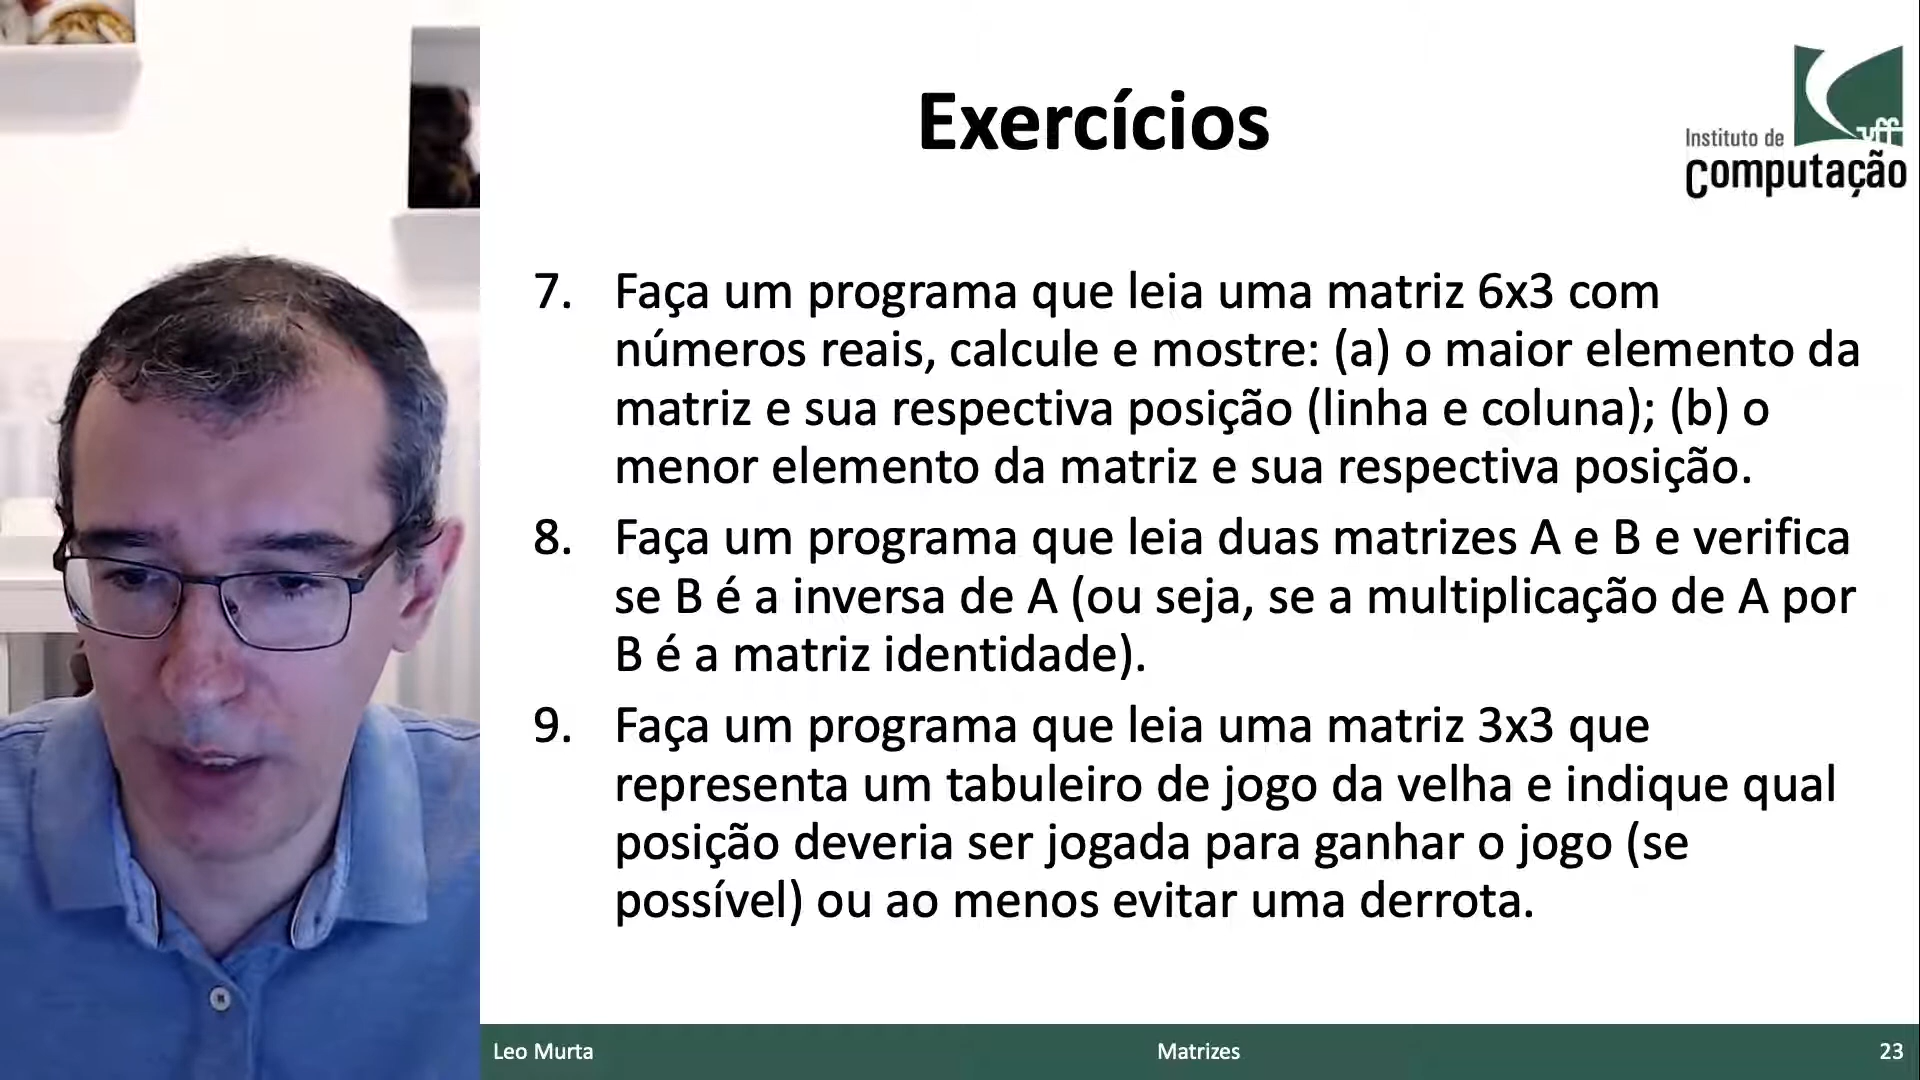 Exercícios
Instituto de
uff
Computação
7. Faça um programa que leia uma matriz 6x3 com
números reais, calcule e mostre: (a) o maior elemento da
matriz e sua respectiva posição (linha e coluna); (b) o
menor elemento da matriz e sua respectiva posição.
8. Faça um programa que leia duas matrizes A e B e verifica
se B é a inversa de A (ou seja, se a multiplicação de A por
B é a matriz identidade).
9. Faça um programa que leia uma matriz 3x3 que
representa um tabuleiro de jogo da velha e indique qual
posição deveria ser jogada para ganhar o jogo (se
possível) ou ao menos evitar uma derrota.
Leo Murta
Matrizes
23